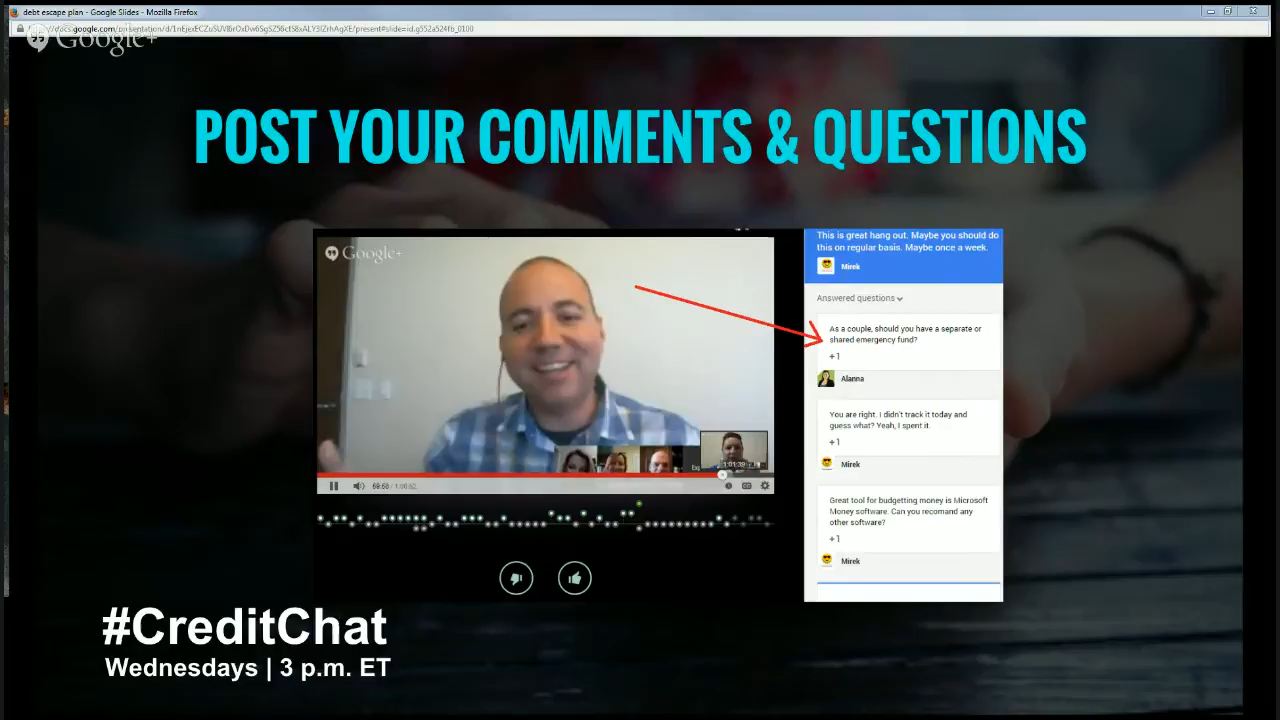 debt escape plan - Google Slides - Mozilla Firefox
Google+
POST YOUR COMMENTS & QUESTIONS
Google+
This is great hang out. Maybe you should do
this on regular basis. Maybe once a week.
Mirek
Answered questions
As a couple, should you have a separate or
shared emergency fund?
+1
Alanna
You are right. I didn't track it today and
guess what? Yeah, I spent it.
+1
Mirek
Great tool for budgetting money is Microsoft
Money software. Can you recomand any
other software?
+1
Mirek
#CreditChat
Wednesdays | 3 p.m. ET